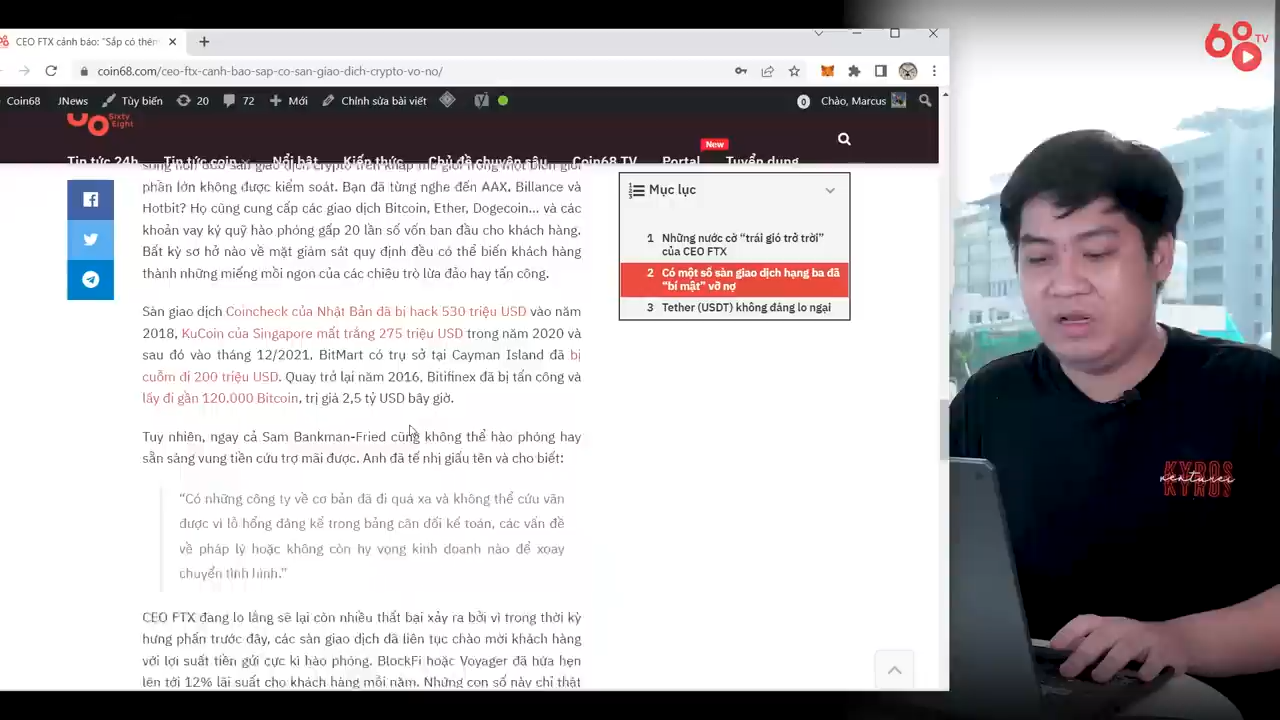 68 TV
CEO FTX cảnh báo: "Sắp có thêm
coin68.com/ceo-ftx-canh-bao-sap-co-san-giao-dich-crypto-vo-no/
Coin68 JNews Tùy biến 20 72 Mới Chỉnh sửa bài viết 0 Chào, Marcus
Sixty
Eight
New
Tin tức 24h Tin tức coin Nổi bật Kiến thức Chủ đề chuyên sâu Coin68 TV Portal Tuyển dụng
sàn giao dịch crypto trên khắp thế giới trong một
phần lớn không được kiểm soát. Bạn đã từng nghe đến AAX, Billance và
Hotbit? Họ cũng cung cấp các giao dịch Bitcoin, Ether, Dogecoin... và các
khoản vay ký quỹ hào phóng gấp 20 lần số vốn ban đầu cho khách hàng.
Bất kỳ sơ hở nào về mặt giám sát quy định đều có thể biến khách hàng
thành những miếng mồi ngon của các chiêu trò lừa đảo hay tấn công.
Sàn giao dịch Coincheck của Nhật Bản đã bị hack 530 triệu USD vào năm
2018, KuCoin của Singapore mất trắng 275 triệu USD trong năm 2020 và
sau đó vào tháng 12/2021, BitMart có trụ sở tại Cayman Island đã bị
cuỗm đi 200 triệu USD. Quay trở lại năm 2016, Bitifinex đã bị tấn công và
lấy đi gần 120.000 Bitcoin, trị giá 2,5 tỷ USD bây giờ.
Tuy nhiên, ngay cả Sam Bankman-Fried cũng không thể hào phóng hay
sẵn sàng vung tiền cứu trợ mãi được. Anh đã tế nhị giấu tên và cho biết:
“Có những công ty về cơ bản đã đi quá xa và không thể cứu vãn
được vì lỗ hổng đáng kể trong bảng cân đối kế toán, các vấn đề
về pháp lý hoặc không còn hy vọng kinh doanh nào để xoay
chuyển tình hình.”
CEO FTX đang lo lắng sẽ lại còn nhiều thất bại xảy ra bởi vì trong thời kỳ
hưng phấn trước đây, các sàn giao dịch đã liên tục chào mời khách hàng
với lợi suất tiền gửi cực kì hào phóng. BlockFi hoặc Voyager đã hứa hẹn
lên tới 12% lãi suất cho khách hàng mỗi năm. Những con số này chỉ thật
Mục lục
1 Những nước cờ “trái gió trở trời”
của CEO FTX
2 Có một số sàn giao dịch hạng ba đã
“bí mật” vỡ nợ
3 Tether (USDT) không đáng lo ngại
KYROS
ventures
KYROS